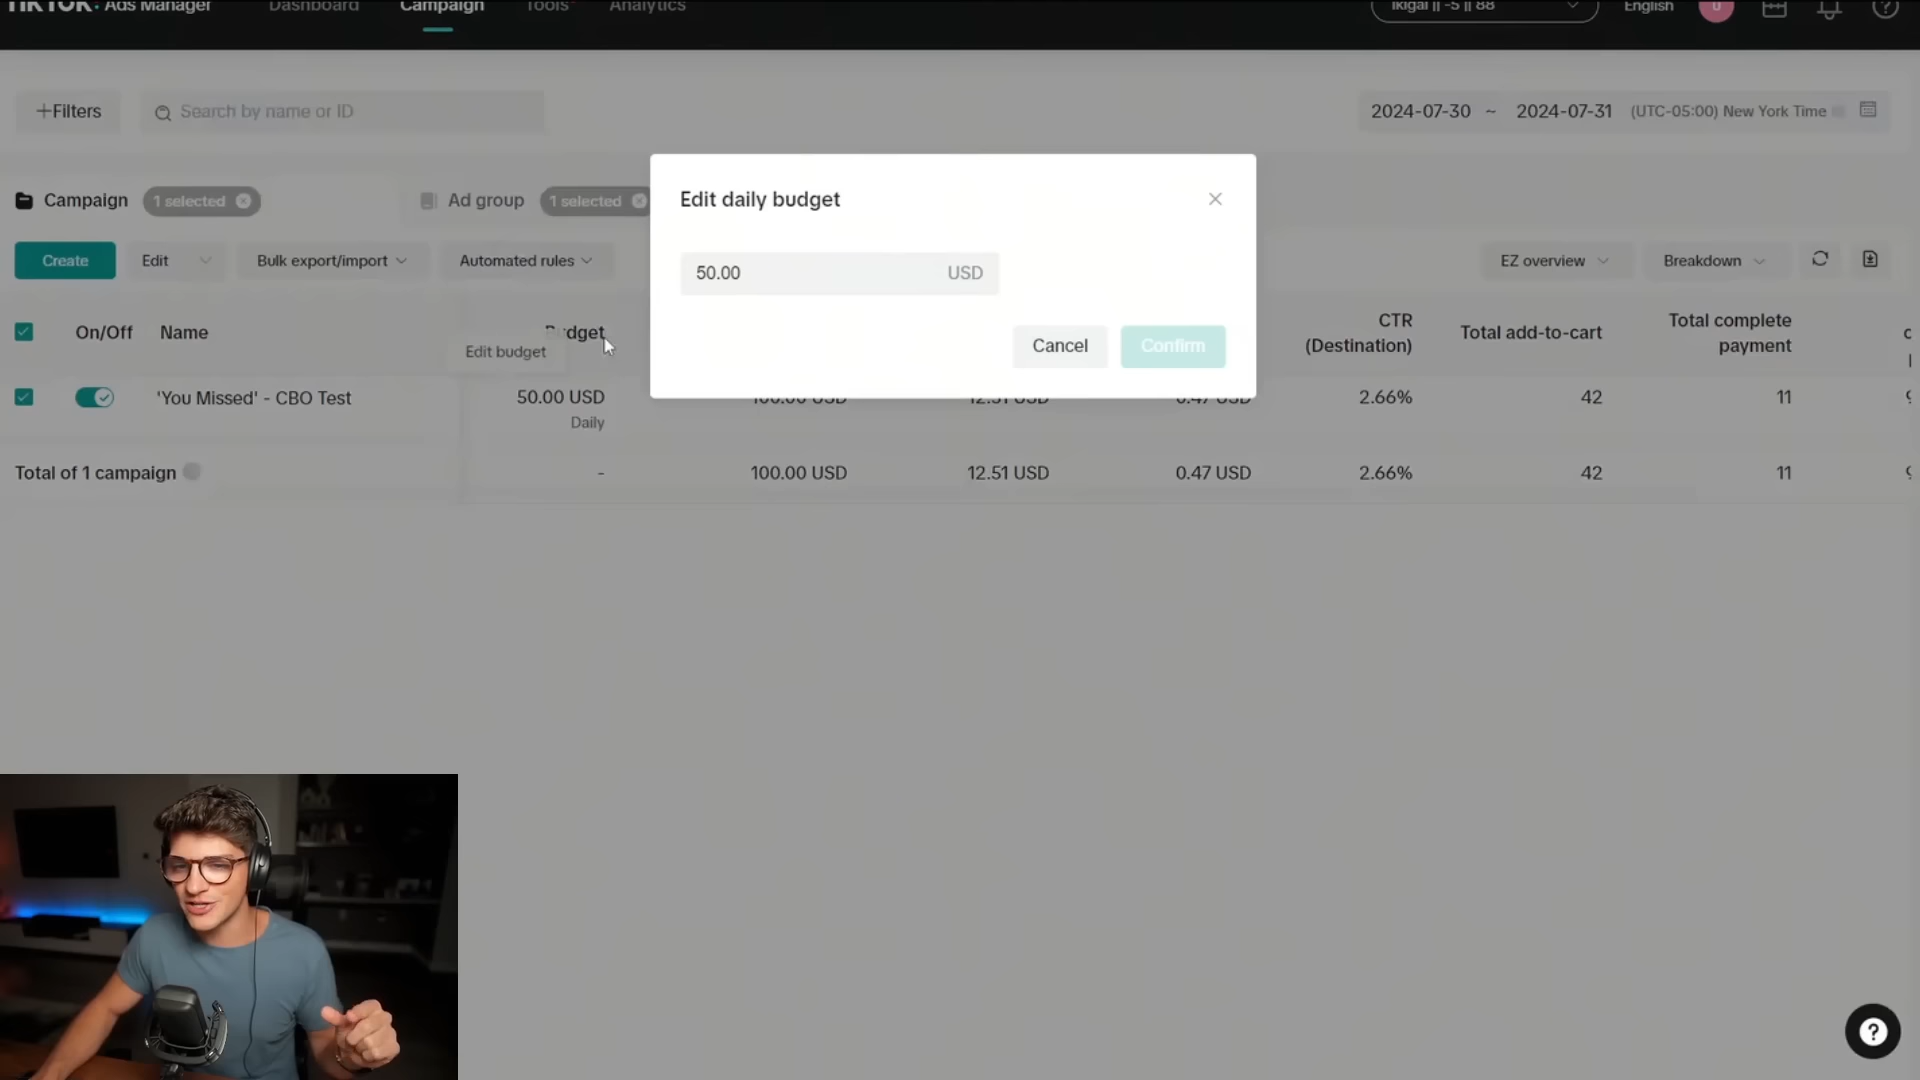 TikTok: Ads Manager Dashboard Campaign Tools Analytics Ikigai || -5 || 88 English U
+Filters Search by name or ID 2024-07-30 ~ 2024-07-31 (UTC-05:00) New York Time
Campaign 1 selected Ad group 1 selected Edit daily budget
Create Edit Bulk export/import Automated rules 50.00 USD EZ overview Breakdown
On/Off Name Budget Cancel Confirm CTR (Destination) Total add-to-cart Total complete payment
Edit budget
'You Missed' - CBO Test 50.00 USD 100.00 USD 12.51 USD 0.47 USD 2.66% 42 11
Daily
Total of 1 campaign - 100.00 USD 12.51 USD 0.47 USD 2.66% 42 11